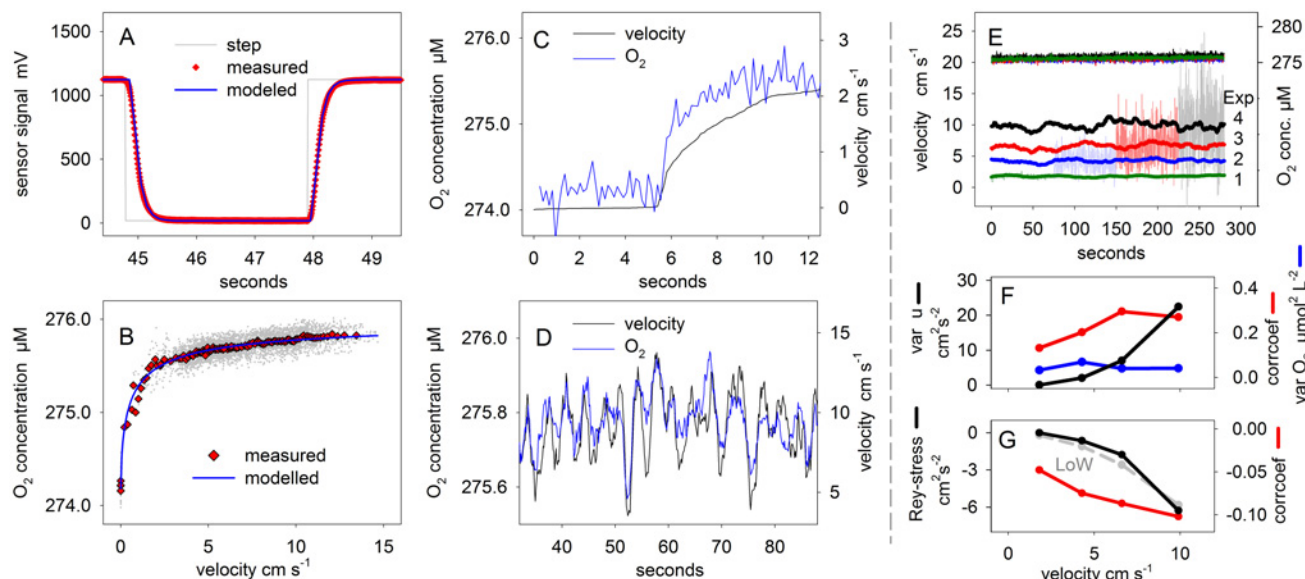 A
step
measured
modeled
1500
1000
500
0
sensor signal mV
45 46 47 48 49
seconds
B
276.0
275.0
274.0
O2 concentration µM
measured
modelled
0 5 10 15
velocity cm s-1
C
velocity
O2
276.0
275.0
274.0
O2 concentration µM
3
2
1
0
velocity cm s-1
0 2 4 6 8 10 12
seconds
D
velocity
O2
276.0
275.8
275.6
O2 concentration µM
15
10
5
velocity cm s-1
40 50 60 70 80
seconds
E
25
20
15
10
5
0
velocity cm s-1
280
275
O2 conc. µM
Exp
4
3
2
1
0 50 100 150 200 250 300
seconds
F
30
20
10
0
var u
cm2s-2
0.4
0.2
0.0
corrcoef
var O2 µmol2 L-2
G
0
-3
-6
Rey-stress
cm2s-2
LoW
0.00
-0.05
-0.10
corrcoef
0 5 10
velocity cm s-1